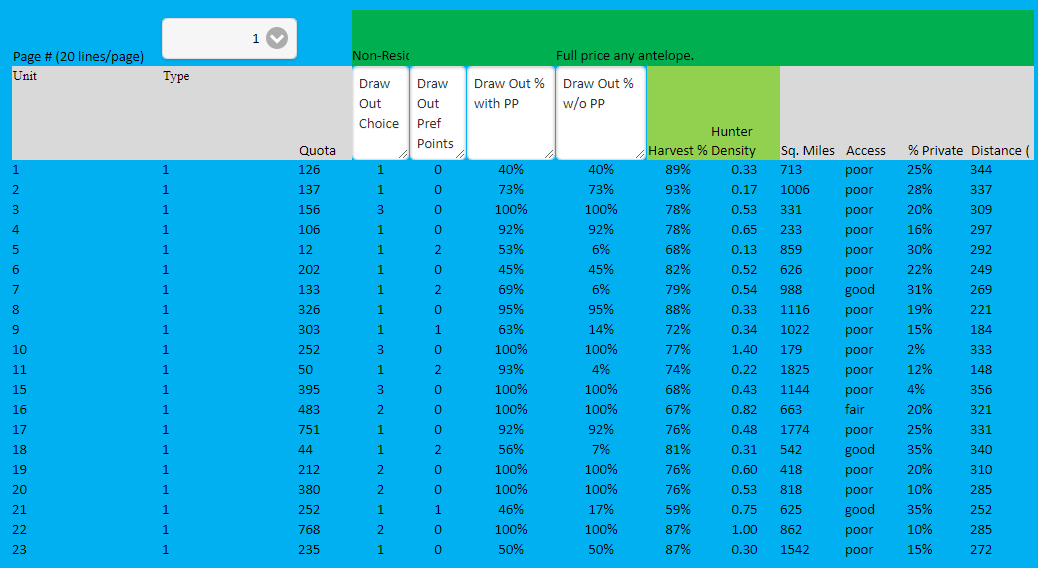 1
Page # (20 lines/page) Non-Resid Full price any antelope.
Unit Type Quota Draw Out Choice Draw Out Pref Points Draw Out % with PP Draw Out % w/o PP Harvest % Hunter Density Sq. Miles Access % Private Distance (
1 1 126 1 0 40% 40% 89% 0.33 713 poor 25% 344
2 1 137 1 0 73% 73% 93% 0.17 1006 poor 28% 337
3 1 156 3 0 100% 100% 78% 0.53 331 poor 20% 309
4 1 106 1 0 92% 92% 78% 0.65 233 poor 16% 297
5 1 12 1 2 53% 6% 68% 0.13 859 poor 30% 292
6 1 202 1 0 45% 45% 82% 0.52 626 poor 22% 249
7 1 133 1 2 69% 6% 79% 0.54 988 good 31% 269
8 1 326 1 0 95% 95% 88% 0.33 1116 poor 19% 221
9 1 303 1 1 63% 14% 72% 0.34 1022 poor 15% 184
10 1 252 3 0 100% 100% 77% 1.40 179 poor 2% 333
11 1 50 1 2 93% 4% 74% 0.22 1825 poor 12% 148
15 1 395 3 0 100% 100% 68% 0.43 1144 poor 4% 356
16 1 483 2 0 100% 100% 67% 0.82 663 fair 20% 321
17 1 751 1 0 92% 92% 76% 0.48 1774 poor 25% 331
18 1 44 1 2 56% 7% 81% 0.31 542 good 35% 340
19 1 212 2 0 100% 100% 76% 0.60 418 poor 20% 310
20 1 380 2 0 100% 100% 76% 0.53 818 poor 10% 285
21 1 252 1 1 46% 17% 59% 0.75 625 good 35% 252
22 1 768 2 0 100% 100% 87% 1.00 862 poor 10% 285
23 1 235 1 0 50% 50% 87% 0.30 1542 poor 15% 272